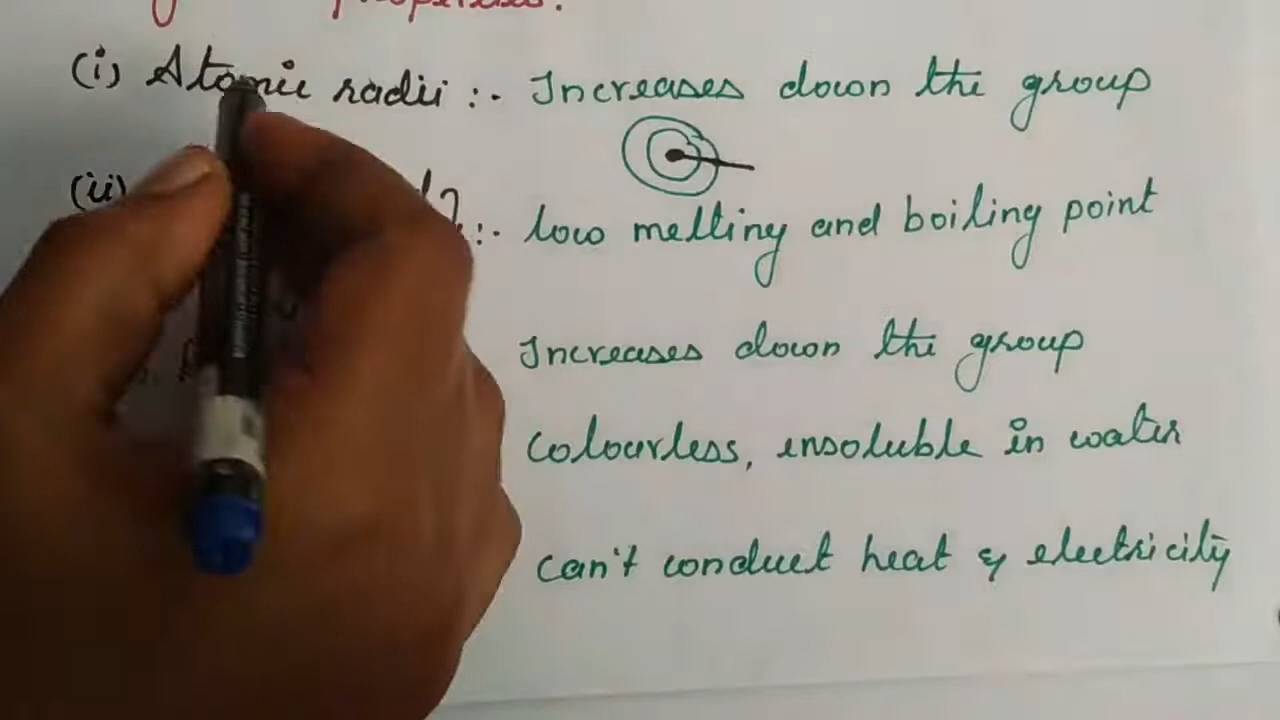 properties:
(i) Atomic radii :- Increases down the group
(ii) :- low melting and boiling point
Increases down the group
colourless, insoluble in water
can't conduct heat & electricity